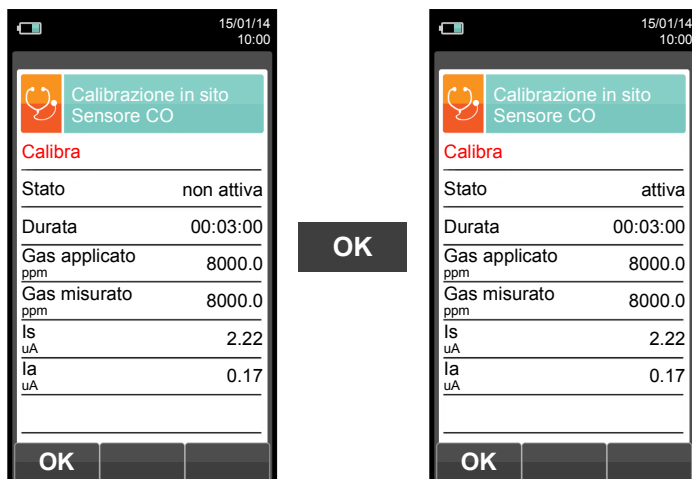 15/01/14
10:00
Calibrazione in sito
Sensore CO
Calibra
Stato non attiva
Durata 00:03:00
Gas applicato 8000.0
ppm
Gas misurato 8000.0
ppm
Is 2.22
uA
Ia 0.17
uA
OK
OK
15/01/14
10:00
Calibrazione in sito
Sensore CO
Calibra
Stato attiva
Durata 00:03:00
Gas applicato 8000.0
ppm
Gas misurato 8000.0
ppm
Is 2.22
uA
Ia 0.17
uA
OK